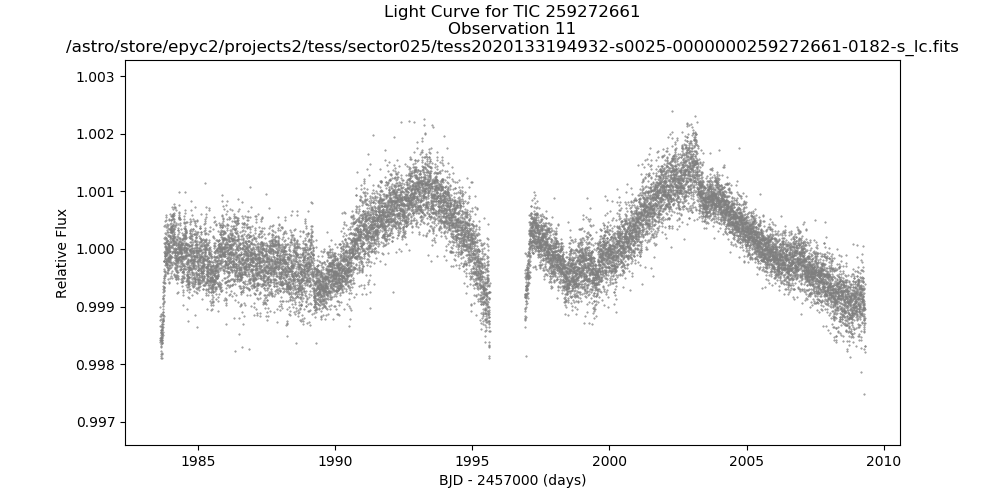 Light Curve for TIC 259272661
Observation 11
/astro/store/epyc2/projects2/tess/sector025/tess2020133194932-s0025-0000000259272661-0182-s_lc.fits
1.003
1.002
1.001
1.000
0.999
0.998
0.997
Relative Flux
1985
1990
1995
2000
2005
2010
BJD - 2457000 (days)